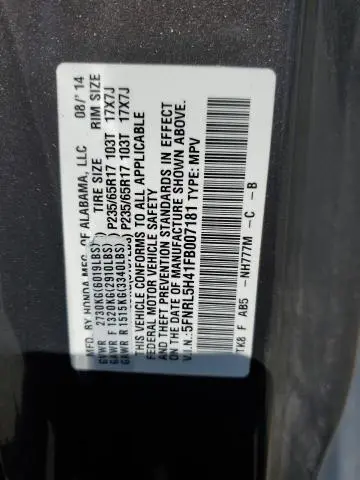 MFD. BY HONDA MFG. OF ALABAMA, LLC 08/14
TIRE SIZE RIM SIZE
GVWR 2730KG(6019LBS)
GAWR F 1320KG(2910LBS) P235/65R17 103T 17X7J
GAWR R 1515KG(3340LBS) P235/65R17 103T 17X7J
THIS VEHICLE CONFORMS TO ALL APPLICABLE
FEDERAL MOTOR VEHICLE SAFETY
THEFT PREVENTION STANDARDS IN EFFECT
ON THE DATE OF MANUFACTURE SHOWN ABOVE.
V.I.N.: 5FNRL5H41FB007181 TYPE: MPV
TK8 F AB5 -NH777M -C -B